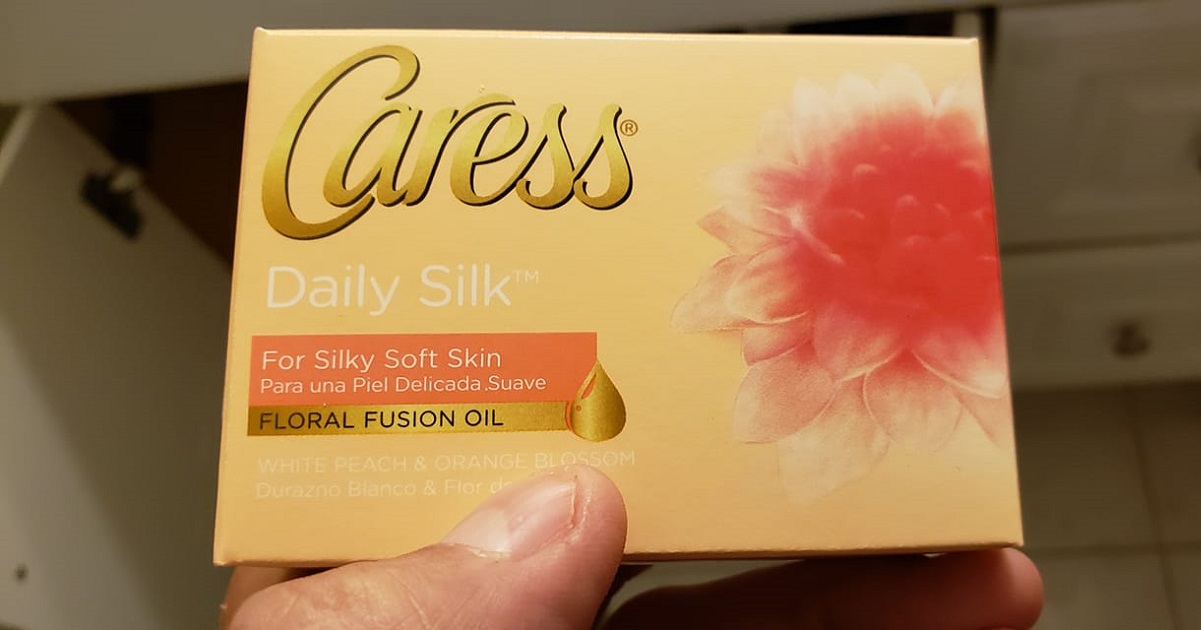 Caress®
Daily Silk™
For Silky Soft Skin
Para una Piel Delicada.Suave
FLORAL FUSION OIL
WHITE PEACH & ORANGE BLOSSOM
Durazno Blanco & Flor de